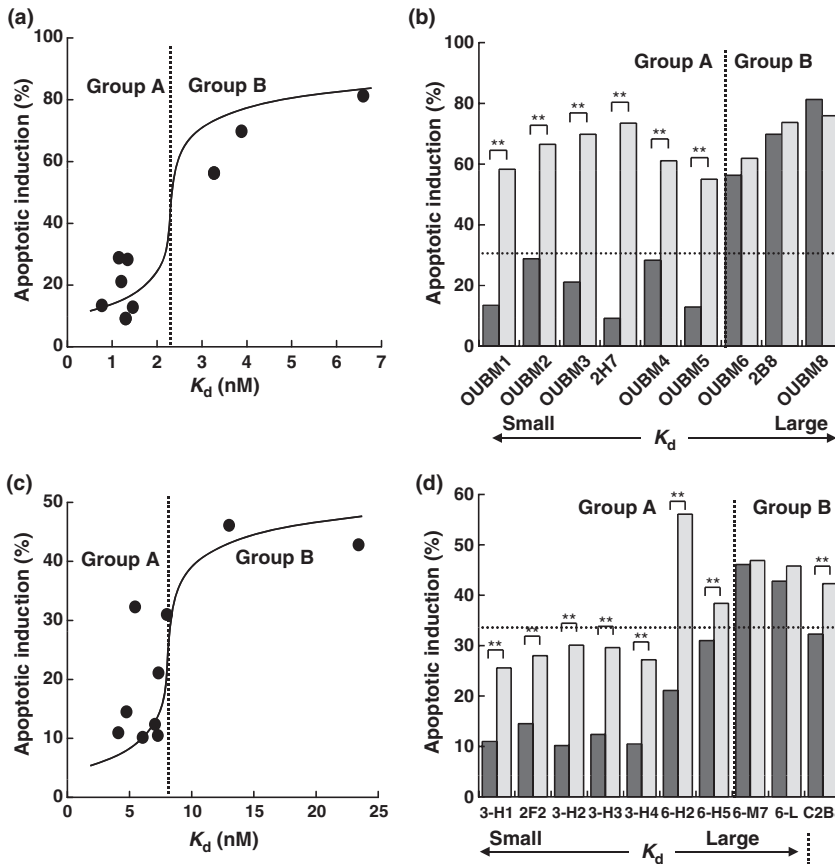 (a)
100
80
60
40
20
0
Apoptotic induction (%)
Group A
Group B
0 1 2 3 4 5 6 7
Kd (nM)
(b)
100
80
60
40
20
0
Apoptotic induction (%)
Group A
Group B
** ** ** ** ** **
OUBM1 OUBM2 OUBM3 2H7 OUBM4 OUBM5 OUBM6 2B8 OUBM8
Small Kd Large
(c)
50
40
30
20
10
0
Apoptotic induction (%)
Group A
Group B
0 5 10 15 20 25
Kd (nM)
(d)
60
50
40
30
20
10
0
Apoptotic induction (%)
Group A
Group B
** ** ** ** ** ** ** **
3-H1 2F2 3-H2 3-H3 3-H4 6-H2 6-H5 6-M7 6-L C2B
Small Kd Large